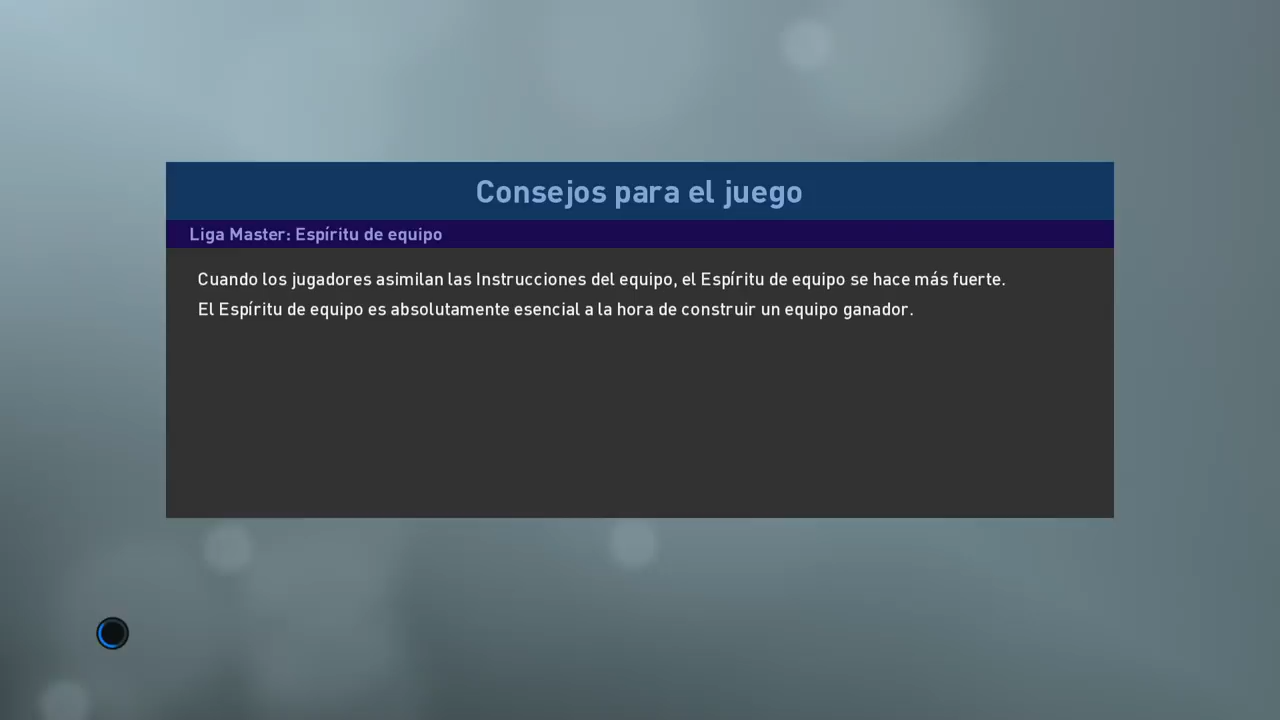 Consejos para el juego
Liga Master: Espíritu de equipo
Cuando los jugadores asimilan las Instrucciones del equipo, el Espíritu de equipo se hace más fuerte.
El Espíritu de equipo es absolutamente esencial a la hora de construir un equipo ganador.